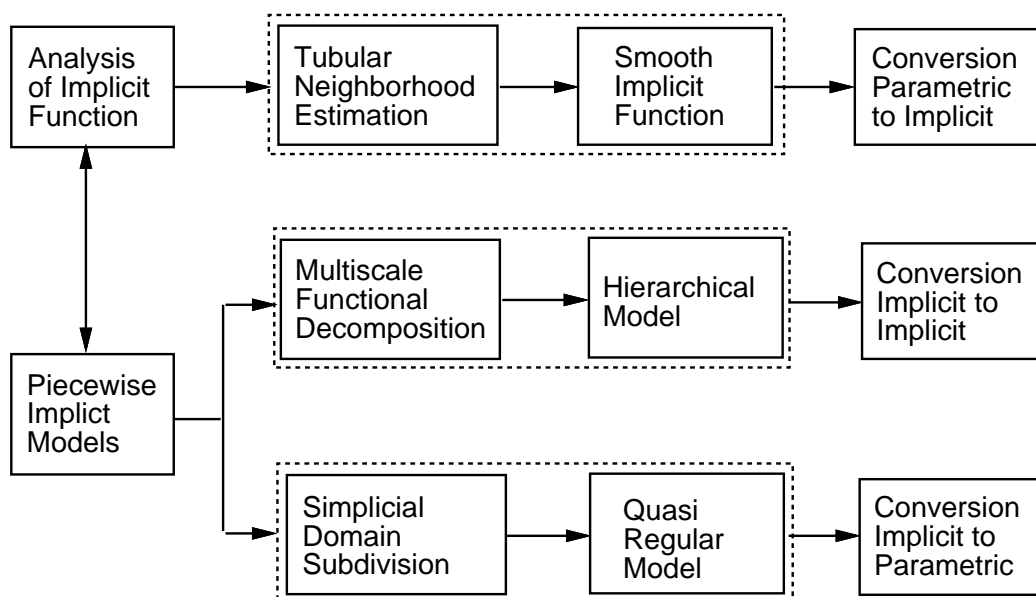 Analysis
of Implicit
Function
Tubular
Neighborhood
Estimation
Smooth
Implicit
Function
Conversion
Parametric
to Implicit
Multiscale
Functional
Decomposition
Hierarchical
Model
Conversion
Implicit to
Implicit
Piecewise
Implict
Models
Simplicial
Domain
Subdivision
Quasi
Regular
Model
Conversion
Implicit to
Parametric